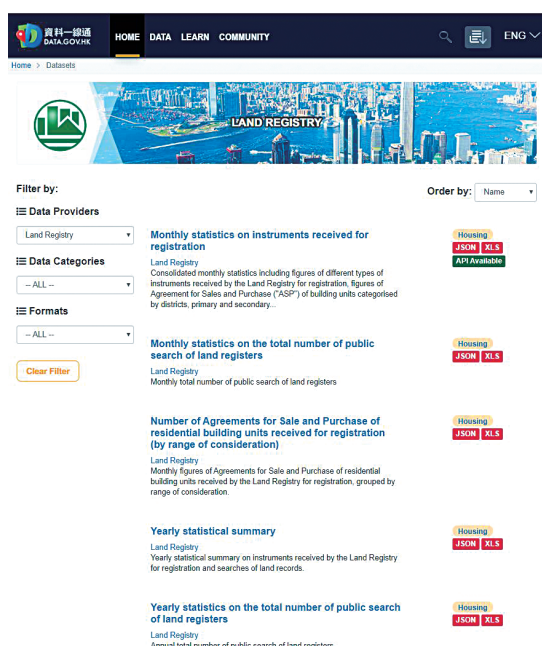 資料一線通
DATA.GOV.HK
HOME DATA LEARN COMMUNITY
ENG
Home > Datasets
LAND REGISTRY
Filter by:
Order by: Name
Data Providers
Land Registry
Data Categories
-- ALL --
Formats
-- ALL --
Clear Filter
Monthly statistics on instruments received for
registration
Land Registry
Consolidated monthly statistics including figures of different types of
instruments received by the Land Registry for registration, figures of
Agreement for Sales and Purchase ("ASP") of building units categorised
by districts, primary and secondary...
Housing
JSON XLS
API Available
Monthly statistics on the total number of public
search of land registers
Land Registry
Monthly total number of public search of land registers
Housing
JSON XLS
Number of Agreements for Sale and Purchase of
residential building units received for registration
(by range of consideration)
Land Registry
Monthly figures of Agreements for Sale and Purchase of residential
building units received by the Land Registry for registration, grouped by
range of consideration.
Housing
JSON XLS
Yearly statistical summary
Land Registry
Yearly statistical summary on instruments received by the Land Registry
for registration and searches of land records.
Housing
JSON XLS
Yearly statistics on the total number of public search
of land registers
Land Registry
Annual total number of public search of land registers
Housing
JSON XLS